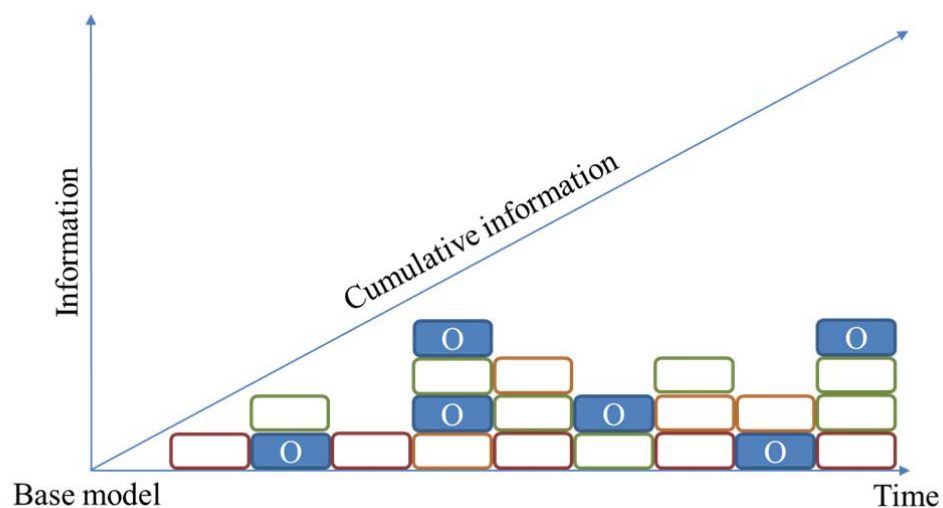 Information
Cumulative information
O
O
O
O
O
O
Base model
Time